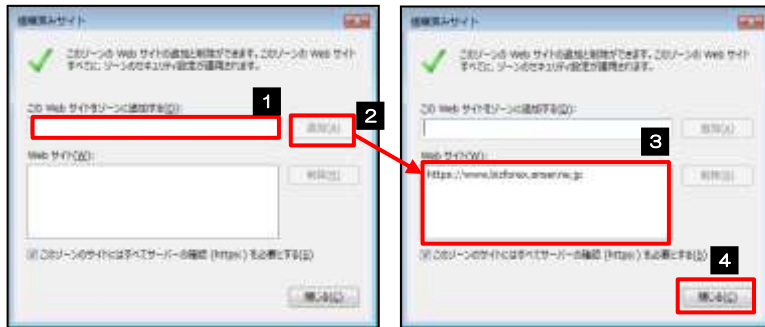 信頼済みサイト
このゾーンの Web サイトの追加と削除ができます。このゾーンの Web サイト
すべてに、ゾーンのセキュリティ設定が適用されます。
1
この Web サイトをゾーンに追加する(D):
追加(A)
2
Web サイト(W):
削除(R)
このゾーンのサイトにはすべてサーバーの確認 (https:) を必要とする(S)
閉じる(C)
信頼済みサイト
このゾーンの Web サイトの追加と削除ができます。このゾーンの Web サイト
すべてに、ゾーンのセキュリティ設定が適用されます。
この Web サイトをゾーンに追加する(D):
追加(A)
3
Web サイト(W):
https://www.bizforex.anser.ne.jp
削除(R)
このゾーンのサイトにはすべてサーバーの確認 (https:) を必要とする(S)
4
閉じる(C)